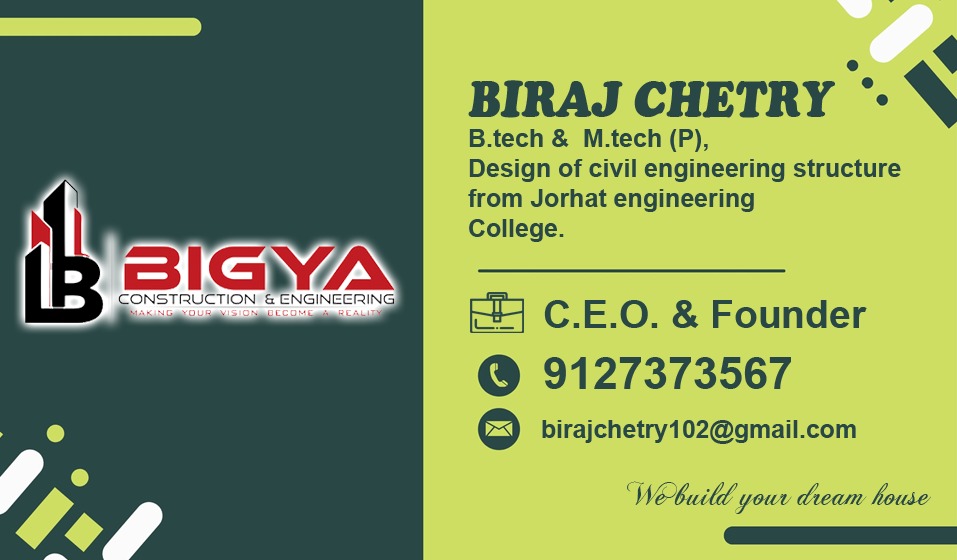 BIGYA
CONSTRUCTION & ENGINEERING
MAKING YOUR VISION BECOME A REALITY
BIRAJ CHETRY
B.tech & M.tech (P),
Design of civil engineering structure
from Jorhat engineering
College.
C.E.O. & Founder
9127373567
birajchetry102@gmail.com
We build your dream house